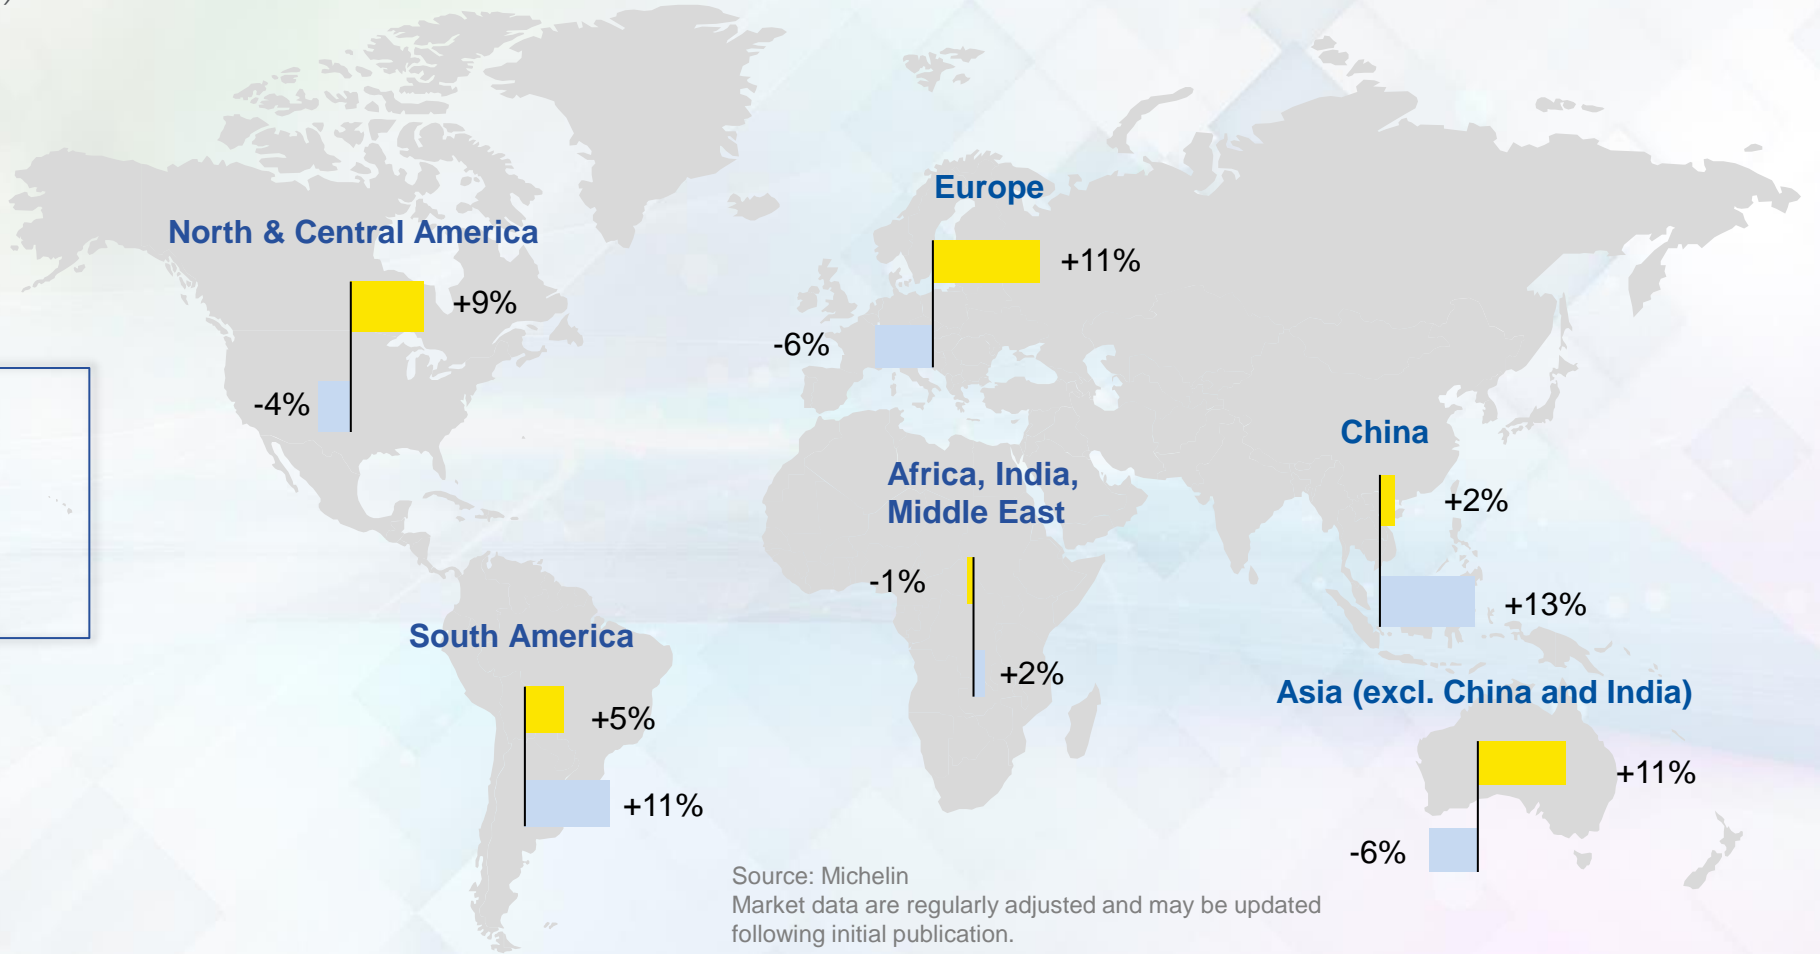 )
Europe
+11%
-6%
North & Central America
+9%
-4%
China
+2%
+13%
Africa, India,
Middle East
-1%
+2%
South America
+5%
+11%
Asia (excl. China and India)
+11%
-6%
Source: Michelin
Market data are regularly adjusted and may be updated
following initial publication.